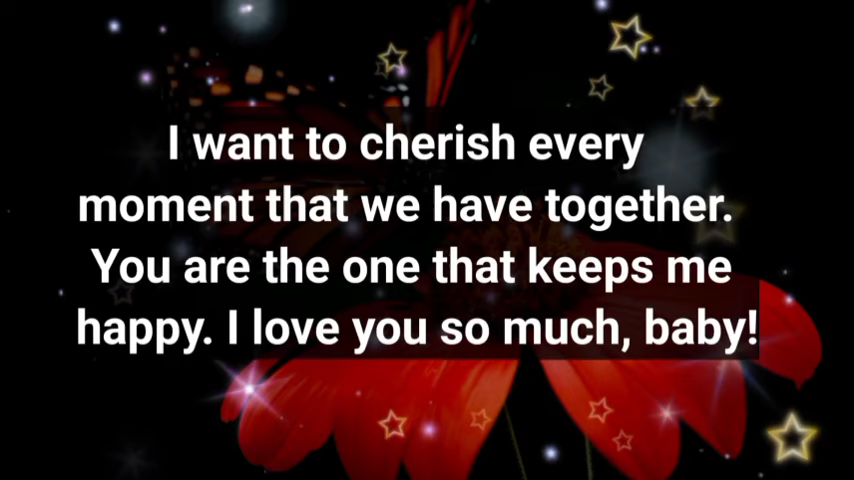 I want to cherish every
moment that we have together.
You are the one that keeps me
happy. I love you so much, baby!